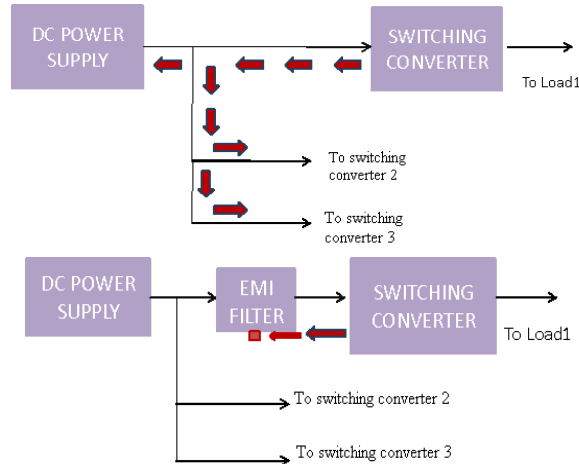 DC POWER
SUPPLY
SWITCHING
CONVERTER
To Load1
To switching
converter 2
To switching
converter 3
DC POWER
SUPPLY
EMI
FILTER
SWITCHING
CONVERTER
To Load1
To switching converter 2
To switching converter 3